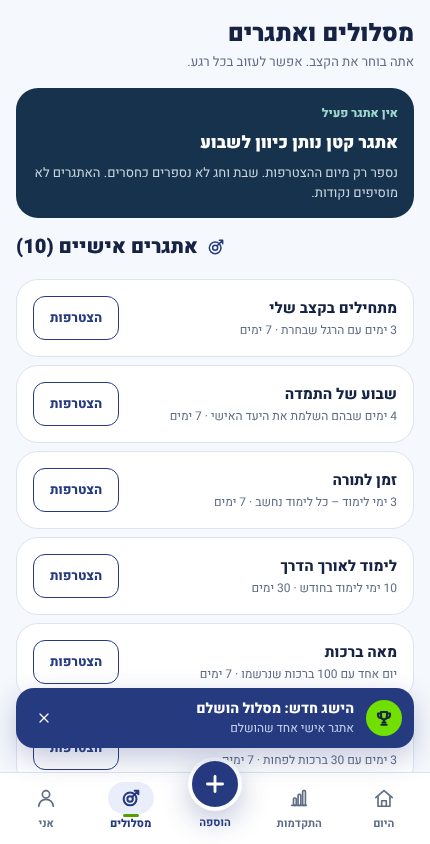 מסלולים ואתגרים
אתה בוחר את הקצב. אפשר לעזוב בכל רגע.
אין אתגר פעיל
אתגר קטן נותן כיוון לשבוע
נספר רק מיום ההצטרפות. שבת וחג לא נספרים כחסרים. האתגרים לא
מוסיפים נקודות.
אתגרים אישיים (10)
מתחילים בקצב שלי
3 ימים עם הרגל שבחרת · 7 ימים
הצטרפות
שבוע של התמדה
4 ימים שבהם השלמת את היעד האישי · 7 ימים
הצטרפות
זמן לתורה
3 ימי לימוד – כל לימוד נחשב · 7 ימים
הצטרפות
לימוד לאורך הדרך
10 ימי לימוד בחודש · 30 ימים
הצטרפות
מאה ברכות
יום אחד עם 100 ברכות שנרשמו · 7 ימים
הצטרפות
הישג חדש: מסלול הושלם
אתגר אישי אחד שהושלם
3 ימים עם 30 ברכות לפחות · 7 ימים
הצטרפות
היום
התקדמות
הוספה
מסלולים
אני